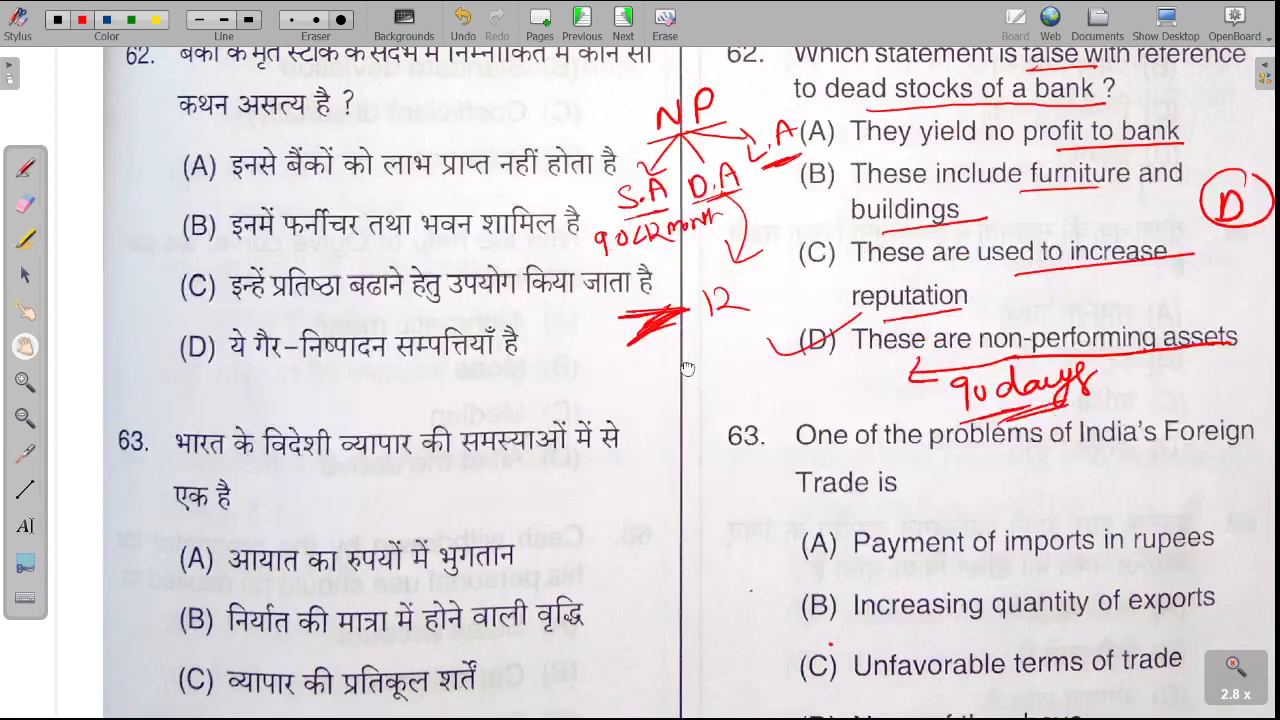 Stylus
Color
Line
Eraser
Backgrounds
Undo
Redo
Pages
Previous
Next
Erase
Board
Web
Documents
Show Desktop
OpenBoard
62. बैंकों के मृत स्टॉक के संदर्भ में निम्नांकित में कौन सा
कथन असत्य है ?
(A) इनसे बैंकों को लाभ प्राप्त नहीं होता है
(B) इनमें फर्नीचर तथा भवन शामिल है
(C) इन्हें प्रतिष्ठा बढाने हेतु उपयोग किया जाता है
(D) ये गैर-निष्पादन सम्पत्तियाँ है
63. भारत के विदेशी व्यापार की समस्याओं में से
एक है
(A) आयात का रुपयों में भुगतान
(B) निर्यात की मात्रा में होने वाली वृद्धि
(C) व्यापार की प्रतिकूल शर्तें
NP
S.A D.A L.A
90<12 month
12
62. Which statement is false with reference
to dead stocks of a bank ?
(A) They yield no profit to bank
(B) These include furniture and
buildings
D
(C) These are used to increase
reputation
(D) These are non-performing assets
90 days
63. One of the problems of India's Foreign
Trade is
(A) Payment of imports in rupees
(B) Increasing quantity of exports
(C) Unfavorable terms of trade
2.8 x